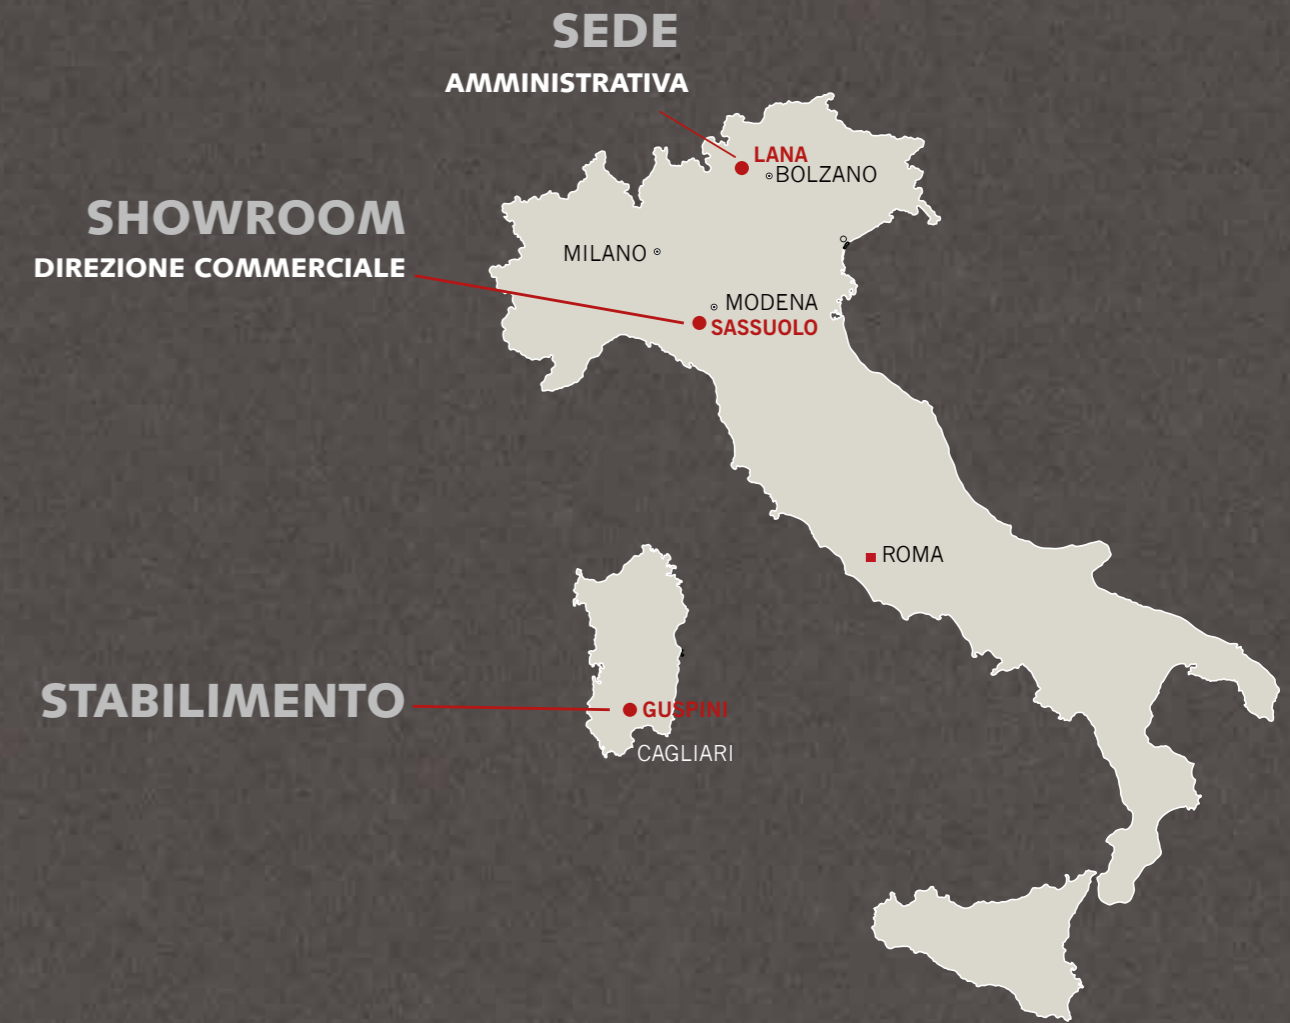 SEDE
AMMINISTRATIVA
LANA
BOLZANO
SHOWROOM
DIREZIONE COMMERCIALE
MILANO
MODENA
SASSUOLO
ROMA
STABILIMENTO
GUSPINI
CAGLIARI